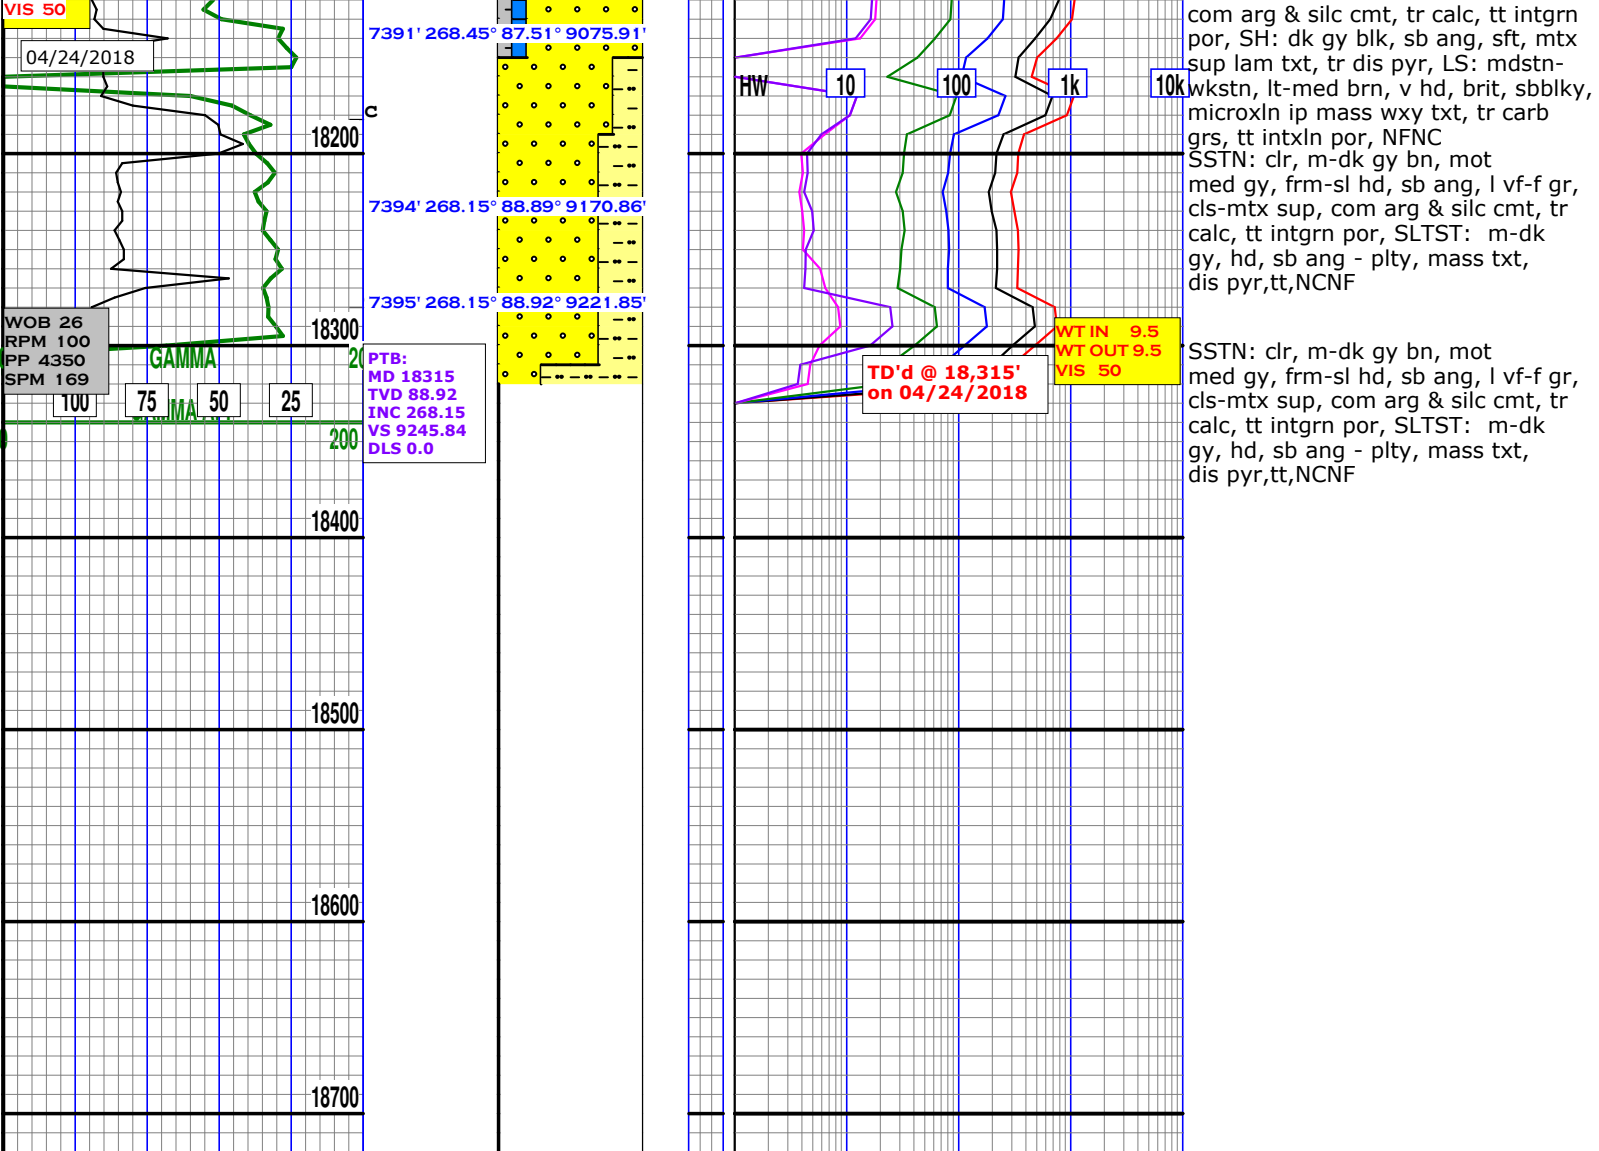 VIS 50
04/24/2018
C
18200
WOB 26
RPM 100
PP 4350
SPM 169
18300
GAMMA
20
100
75
50
25
GAMMA
200
18400
18500
18600
18700
7391' 268.45° 87.51° 9075.91'
7394' 268.15° 88.89° 9170.86'
7395' 268.15° 88.92° 9221.85'
PTB:
MD 18315
TVD 88.92
INC 268.15
VS 9245.84
DLS 0.0
HW
10
100
1k
10k
WT IN 9.5
WT OUT 9.5
VIS 50
TD'd @ 18,315'
on 04/24/2018
com arg & silc cmt, tr calc, tt intgrn
por, SH: dk gy blk, sb ang, sft, mtx
sup lam txt, tr dis pyr, LS: mdstn-
wkstn, lt-med brn, v hd, brit, sbblky,
microxln ip mass wxy txt, tr carb
grs, tt intxln por, NFNC
SSTN: clr, m-dk gy bn, mot
med gy, frm-sl hd, sb ang, l vf-f gr,
cls-mtx sup, com arg & silc cmt, tr
calc, tt intgrn por, SLTST: m-dk
gy, hd, sb ang - plty, mass txt,
dis pyr,tt,NCNF
SSTN: clr, m-dk gy bn, mot
med gy, frm-sl hd, sb ang, l vf-f gr,
cls-mtx sup, com arg & silc cmt, tr
calc, tt intgrn por, SLTST: m-dk
gy, hd, sb ang - plty, mass txt,
dis pyr,tt,NCNF